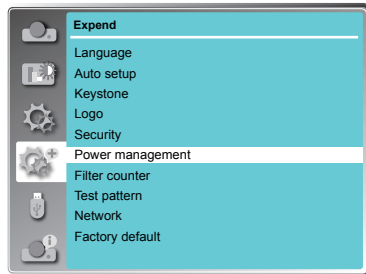 Expend
Language
Auto setup
Keystone
Logo
Security
Power management
Filter counter
Test pattern
Network
Factory default